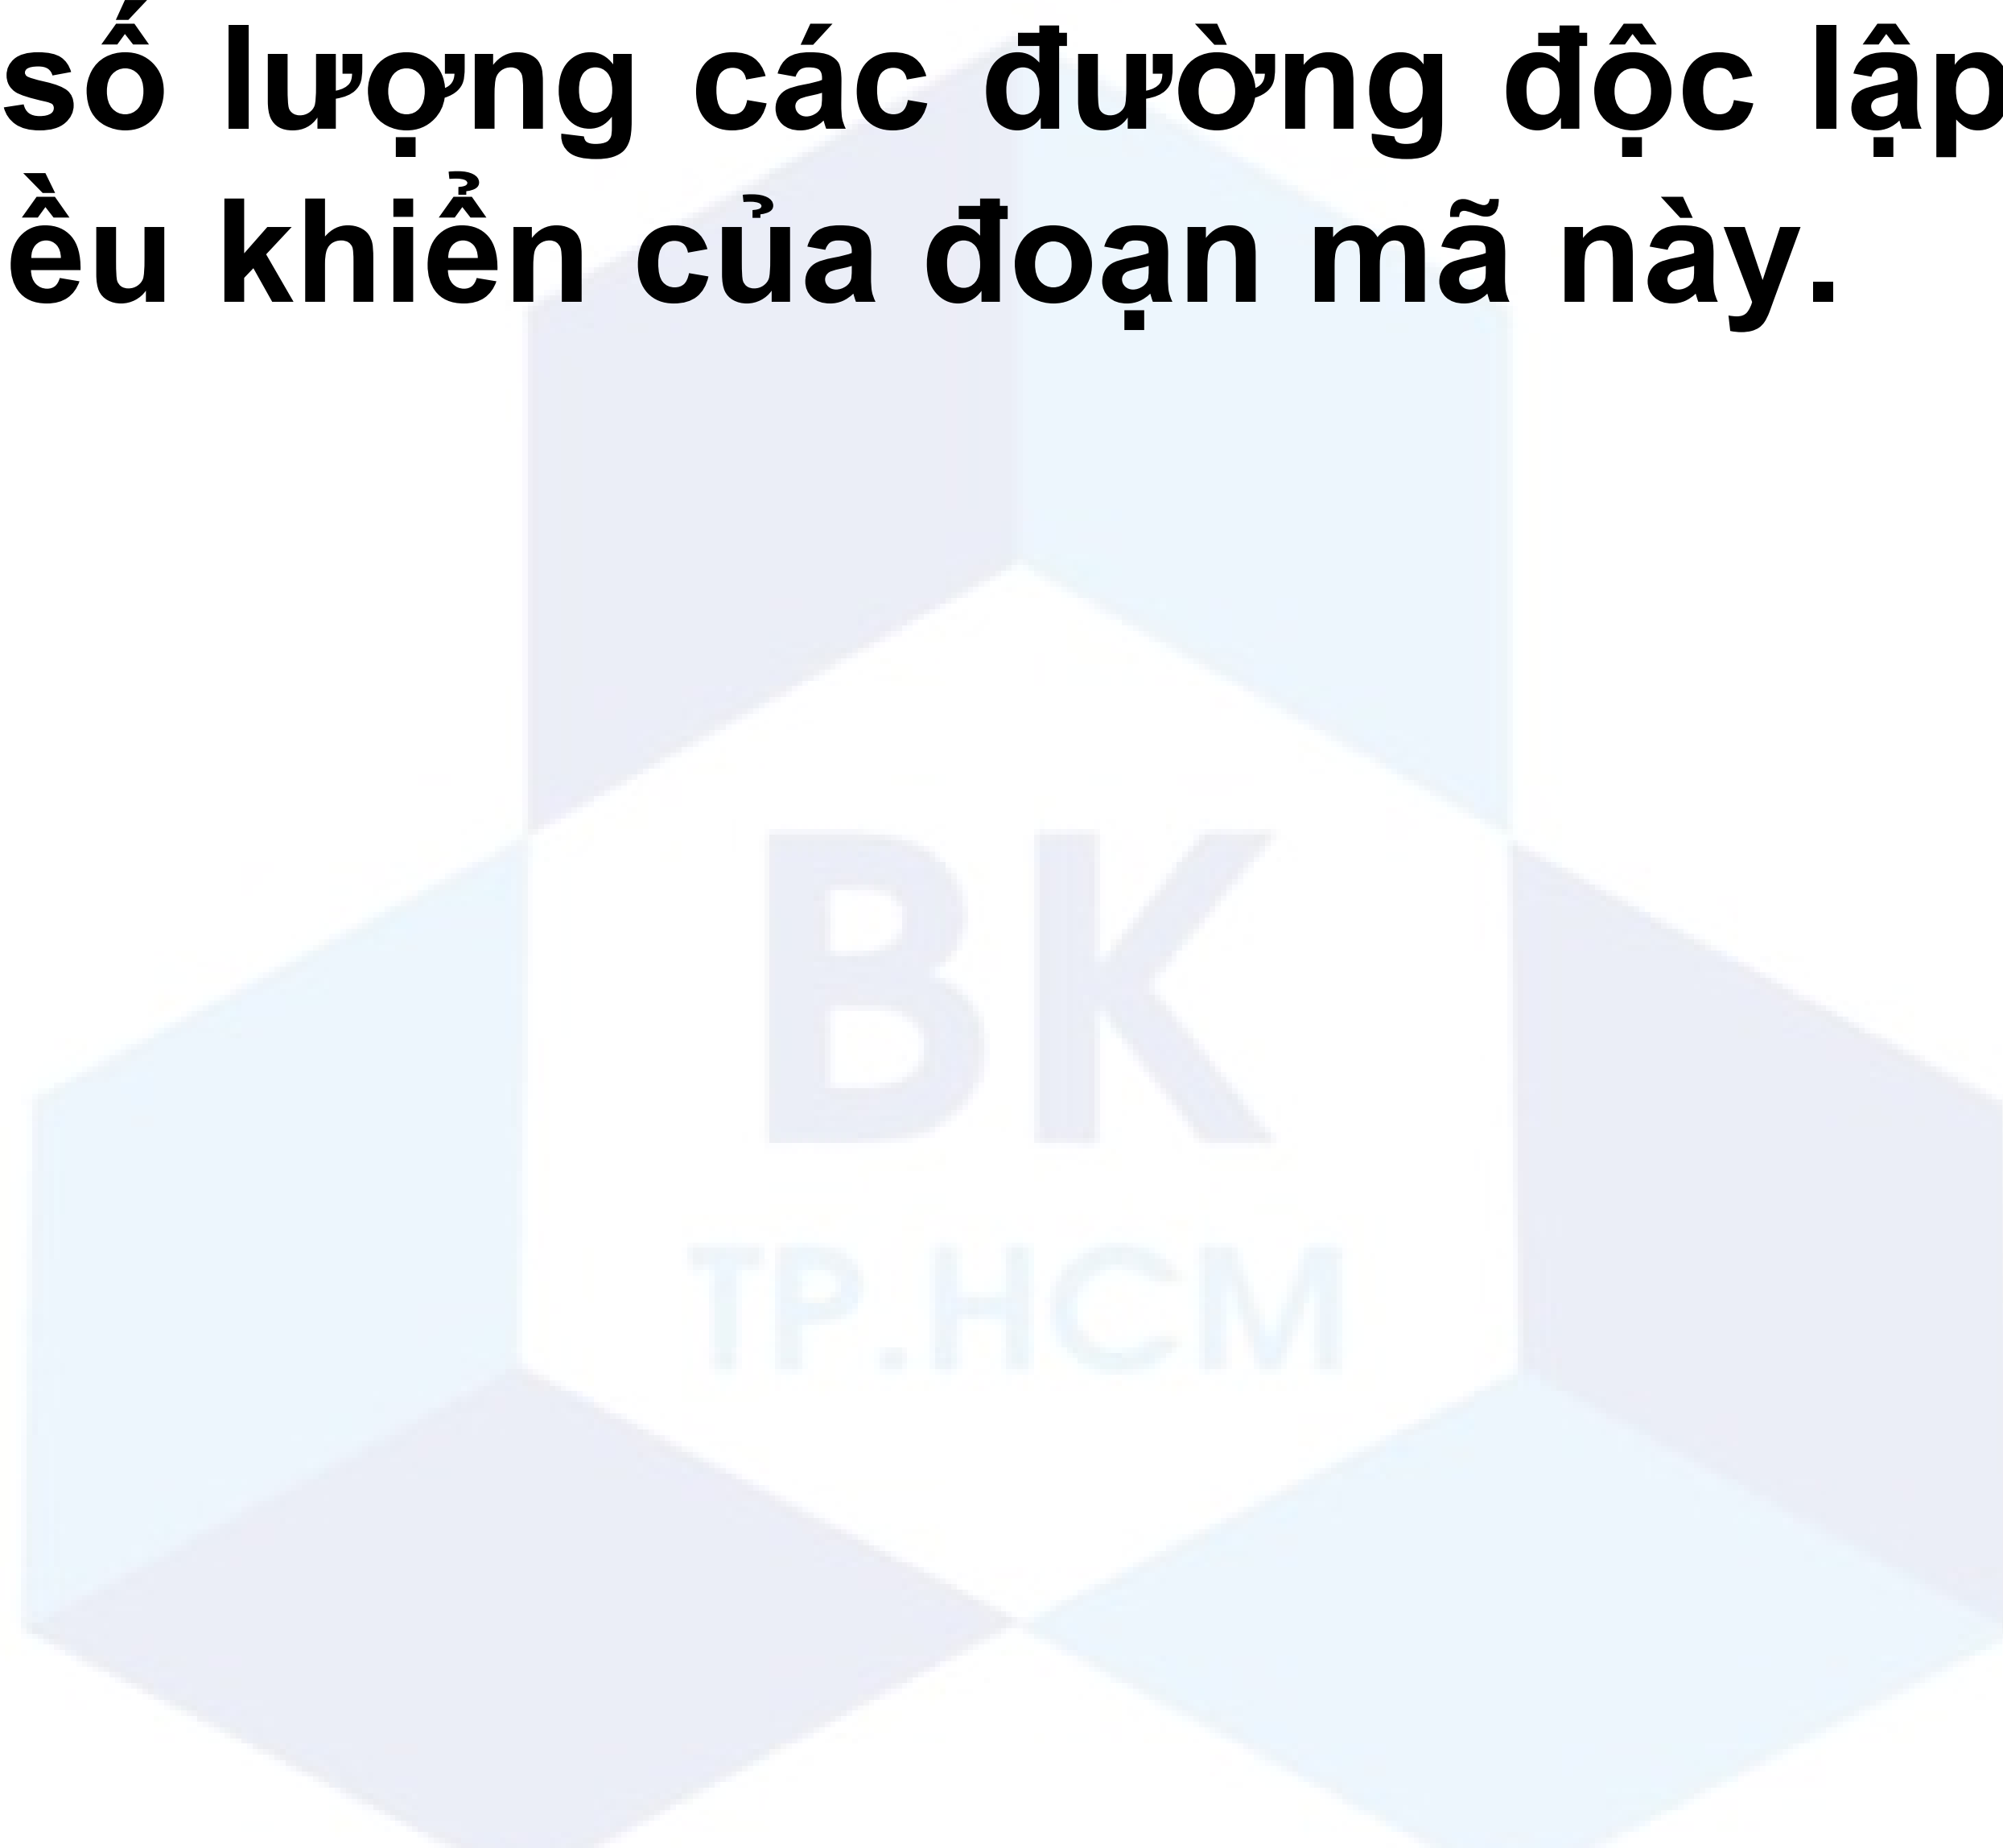 số lượng các đường độc lập
ều khiển của đoạn mã này.
BK
TP.HCM